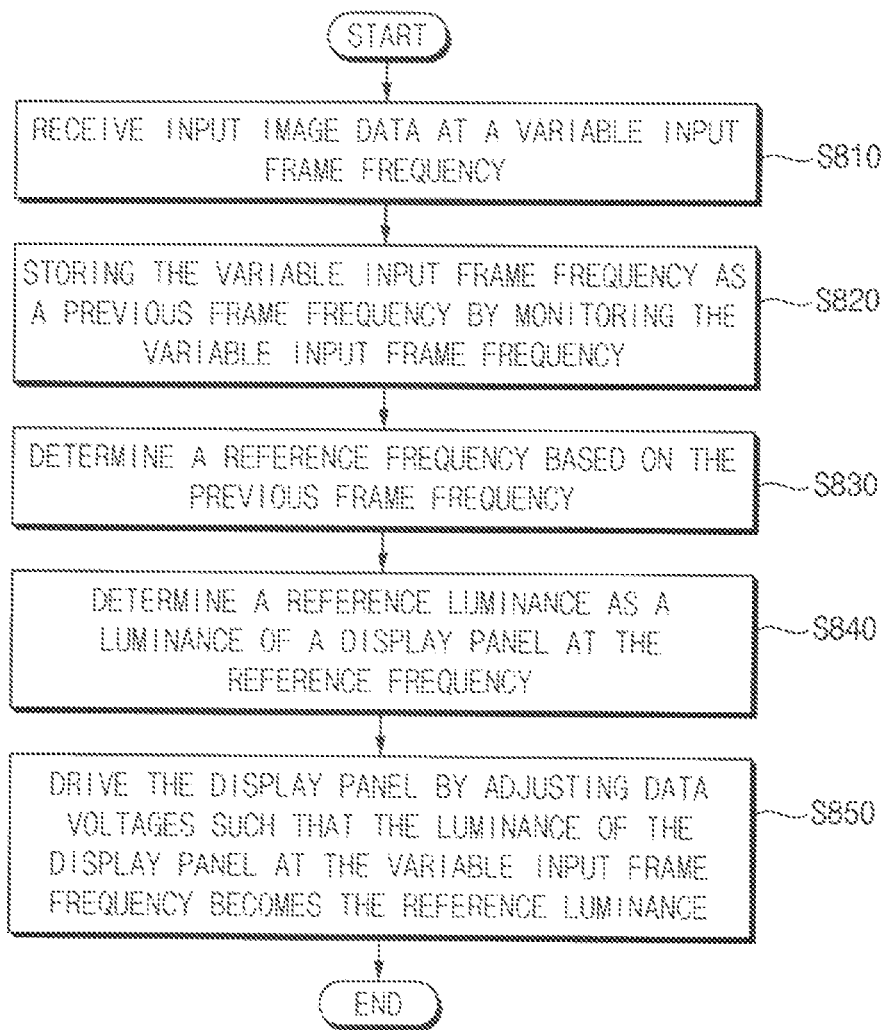 START
RECEIVE INPUT IMAGE DATA AT A VARIABLE INPUT
FRAME FREQUENCY
S810
STORING THE VARIABLE INPUT FRAME FREQUENCY AS
A PREVIOUS FRAME FREQUENCY BY MONITORING THE
VARIABLE INPUT FRAME FREQUENCY
S820
DETERMINE A REFERENCE FREQUENCY BASED ON THE
PREVIOUS FRAME FREQUENCY
S830
DETERMINE A REFERENCE LUMINANCE AS A
LUMINANCE OF A DISPLAY PANEL AT THE
REFERENCE FREQUENCY
S840
DRIVE THE DISPLAY PANEL BY ADJUSTING DATA
VOLTAGES SUCH THAT THE LUMINANCE OF THE
DISPLAY PANEL AT THE VARIABLE INPUT FRAME
FREQUENCY BECOMES THE REFERENCE LUMINANCE
S850
END